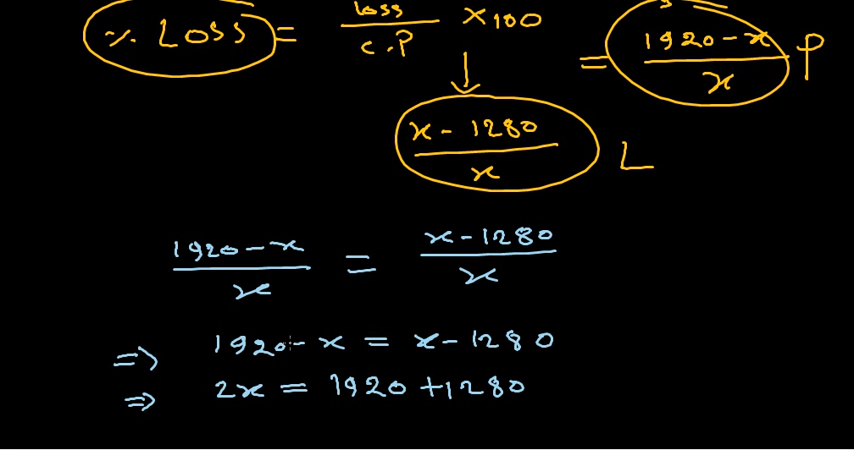 % Loss = loss / C.P × 100 = 1920 - x / x P
x - 1280 / x L
1920 - x / x = x - 1280 / x
⇒ 1920 - x = x - 1280
⇒ 2x = 1920 + 1280